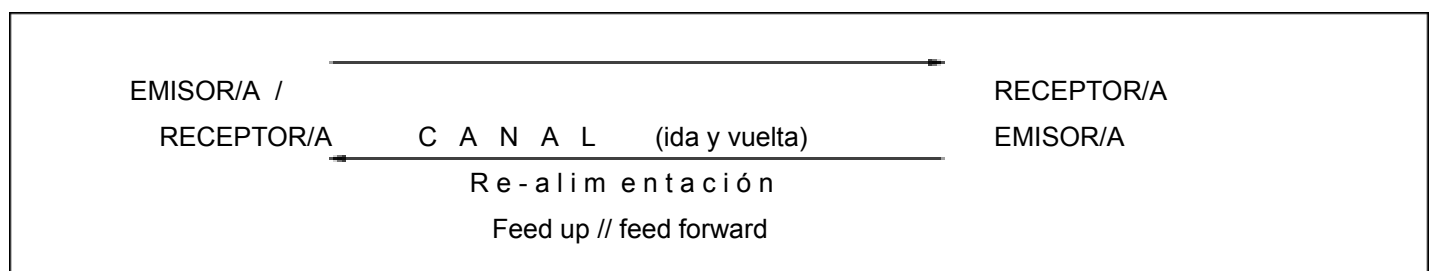 EMISOR/A / RECEPTOR/A
RECEPTOR/A C A N A L (ida y vuelta) EMISOR/A
R e - a l i m e n t a c i ó n
Feed up // feed forward